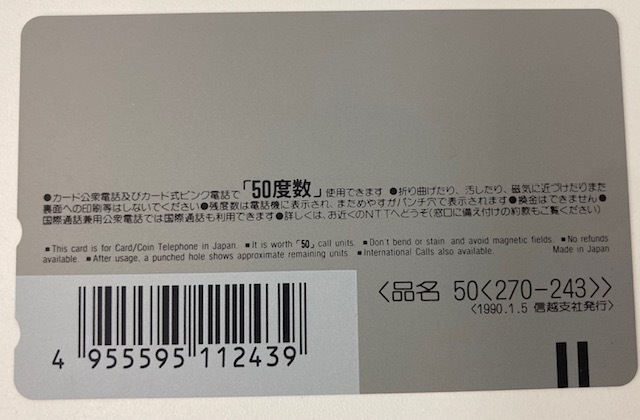 ●カード公衆電話及びカード式ピンク電話で「50度数」使用できます ●折り曲げたり、汚したり、磁気に近づけたりまた
裏面への印刷等はしないでください●残度数は電話機に表示され、またためやすがパンチ穴で表示されます●換金はできません●
国際通話兼用公衆電話では国際通話も利用できます●詳しくは、お近くのNTTへどうぞ(窓口に備え付けの約款もご覧ください)
■ This card is for Card/Coin Telephone in Japan. ■ It is worth「50」call units. ■ Don't bend or stain, and avoid magnetic fields. ■ No refunds
available. ■ After usage, a punched hole shows approximate remaining units. ■ International Calls also available. Made in Japan
〈品名 50〈270-243〉〉
〈1990.1.5 信越支社発行〉
4 955595 112439